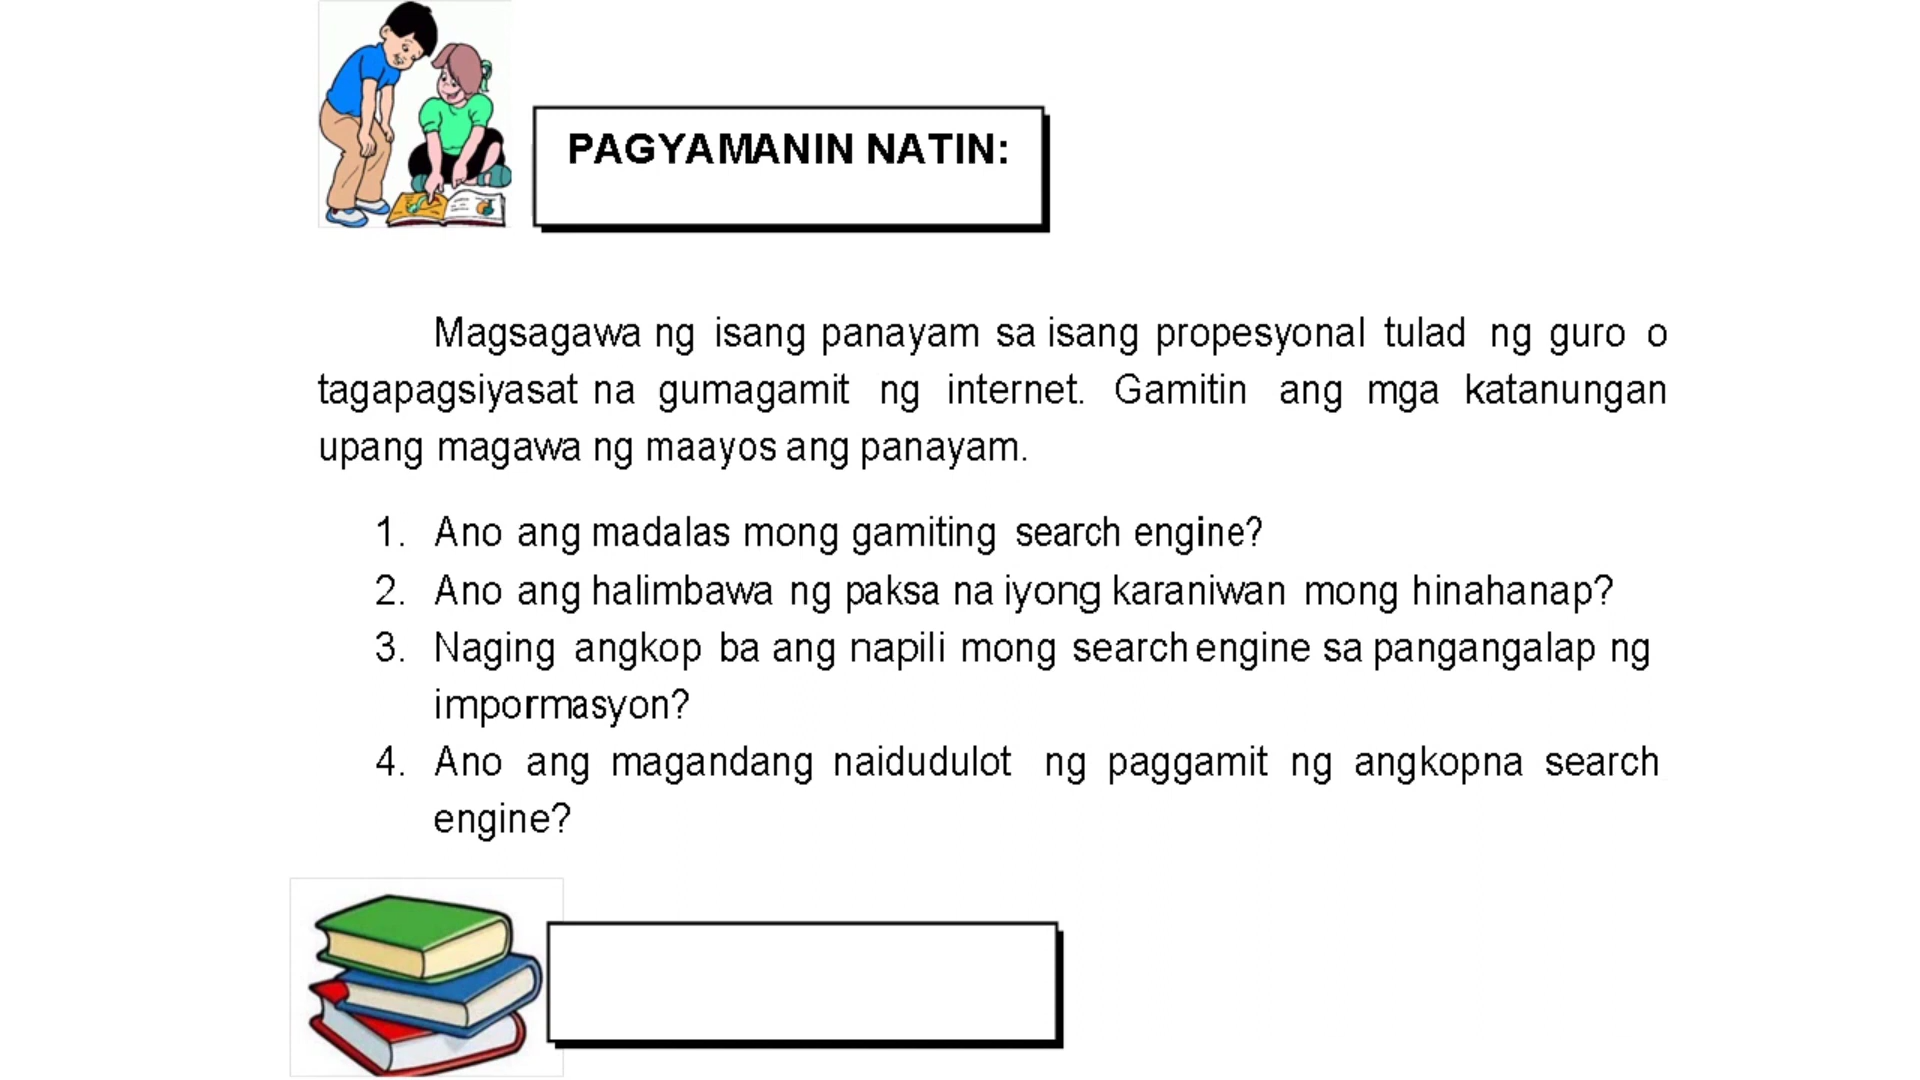 PAGYAMANIN NATIN:
Magsagawa ng isang panayam sa isang propesyonal tulad ng guro o
tagapagsiyasat na gumagamit ng internet. Gamitin ang mga katanungan
upang magawa ng maayos ang panayam.
1. Ano ang madalas mong gamiting search engine?
2. Ano ang halimbawa ng paksa na iyong karaniwan mong hinahanap?
3. Naging angkop ba ang napili mong search engine sa pangangalap ng
impormasyon?
4. Ano ang magandang naidudulot ng paggamit ng angkopna search
engine?